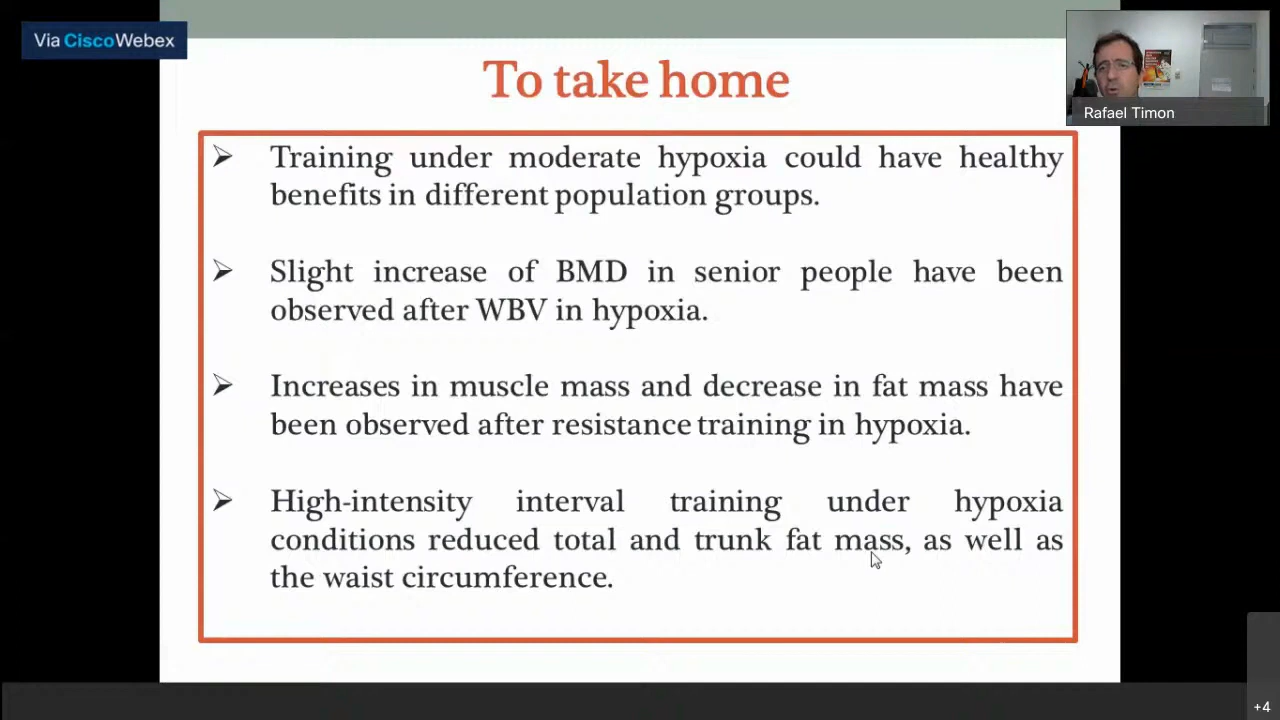 Via CiscoWebex
Rafael Timon
To take home
➢ Training under moderate hypoxia could have healthy
benefits in different population groups.
➢ Slight increase of BMD in senior people have been
observed after WBV in hypoxia.
➢ Increases in muscle mass and decrease in fat mass have
been observed after resistance training in hypoxia.
➢ High-intensity interval training under hypoxia
conditions reduced total and trunk fat mass, as well as
the waist circumference.
+4